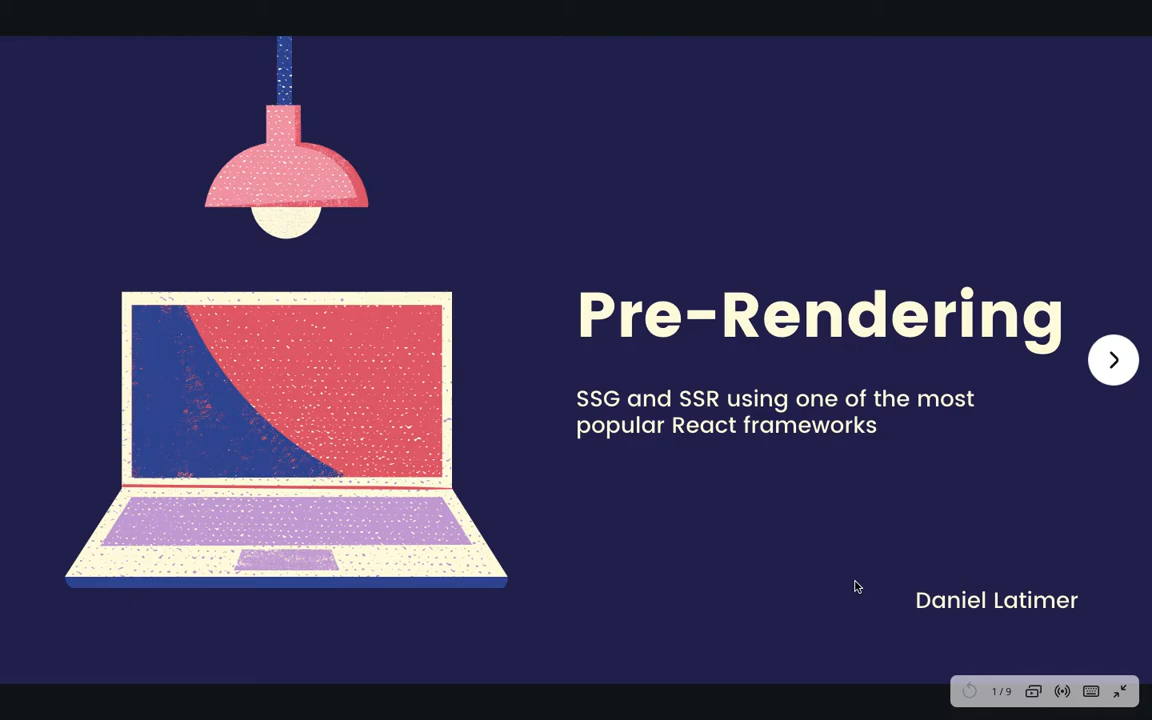 Pre-Rendering
SSG and SSR using one of the most
popular React frameworks
Daniel Latimer
1 / 9